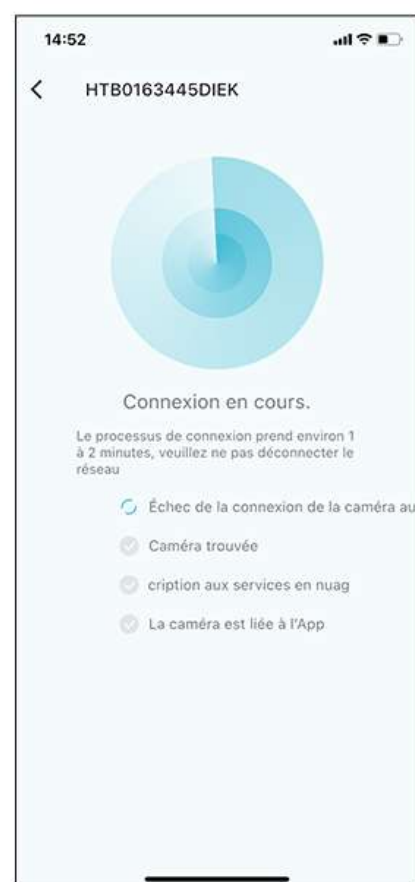 14:52
HTB0163445DIEK
Connexion en cours.
Le processus de connexion prend environ 1
à 2 minutes, veuillez ne pas déconnecter le
réseau
Échec de la connexion de la caméra au
Caméra trouvée
cription aux services en nuag
La caméra est liée à l'App